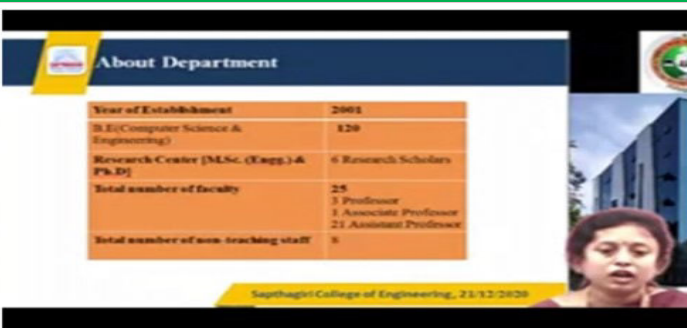 About Department
Year of Establishment 2001
B.E(Computer Science & 120
Engineering)
Research Center [M.Sc. (Engg.) & 6 Research Scholars
Ph.D]
Total number of faculty 25
3 Professor
1 Associate Professor
21 Assistant Professor
Total number of non-teaching staff 8
Sapthagiri College of Engineering, 21/12/2020